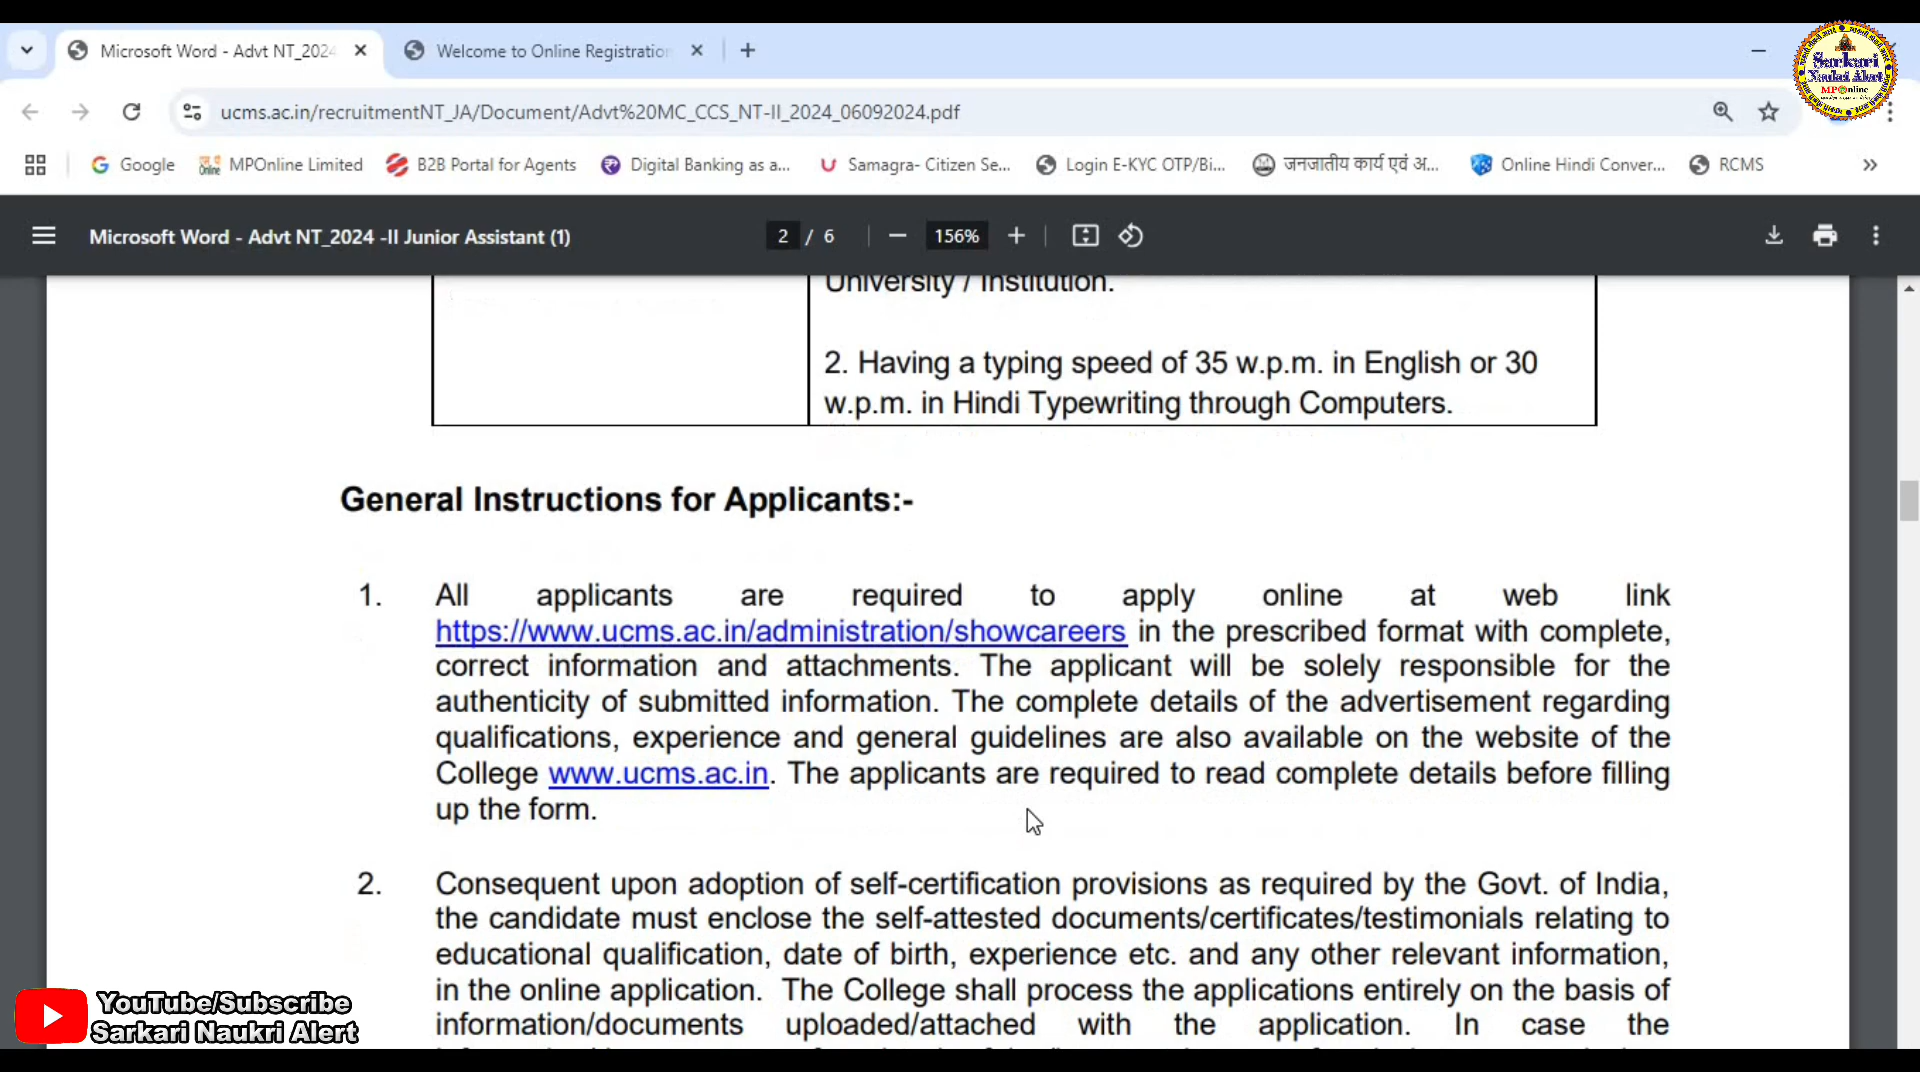 Microsoft Word - Advt NT_2024
Welcome to Online Registration
ucms.ac.in/recruitmentNT_JA/Document/Advt%20MC_CCS_NT-II_2024_06092024.pdf
Google
MPOnline Limited
B2B Portal for Agents
Digital Banking as a...
Samagra- Citizen Se...
Login E-KYC OTP/Bi...
जनजातीय कार्य एवं अ...
Online Hindi Conver...
RCMS
Sarkari
Naukri Alert
MPOnline
Microsoft Word - Advt NT_2024 -II Junior Assistant (1)
2 / 6
156%
University / Institution.
2. Having a typing speed of 35 w.p.m. in English or 30
w.p.m. in Hindi Typewriting through Computers.
General Instructions for Applicants:-
1. All applicants are required to apply online at web link
https://www.ucms.ac.in/administration/showcareers in the prescribed format with complete,
correct information and attachments. The applicant will be solely responsible for the
authenticity of submitted information. The complete details of the advertisement regarding
qualifications, experience and general guidelines are also available on the website of the
College www.ucms.ac.in. The applicants are required to read complete details before filling
up the form.
2. Consequent upon adoption of self-certification provisions as required by the Govt. of India,
the candidate must enclose the self-attested documents/certificates/testimonials relating to
educational qualification, date of birth, experience etc. and any other relevant information,
in the online application. The College shall process the applications entirely on the basis of
information/documents uploaded/attached with the application. In case the
YouTube/Subscribe
Sarkari Naukri Alert